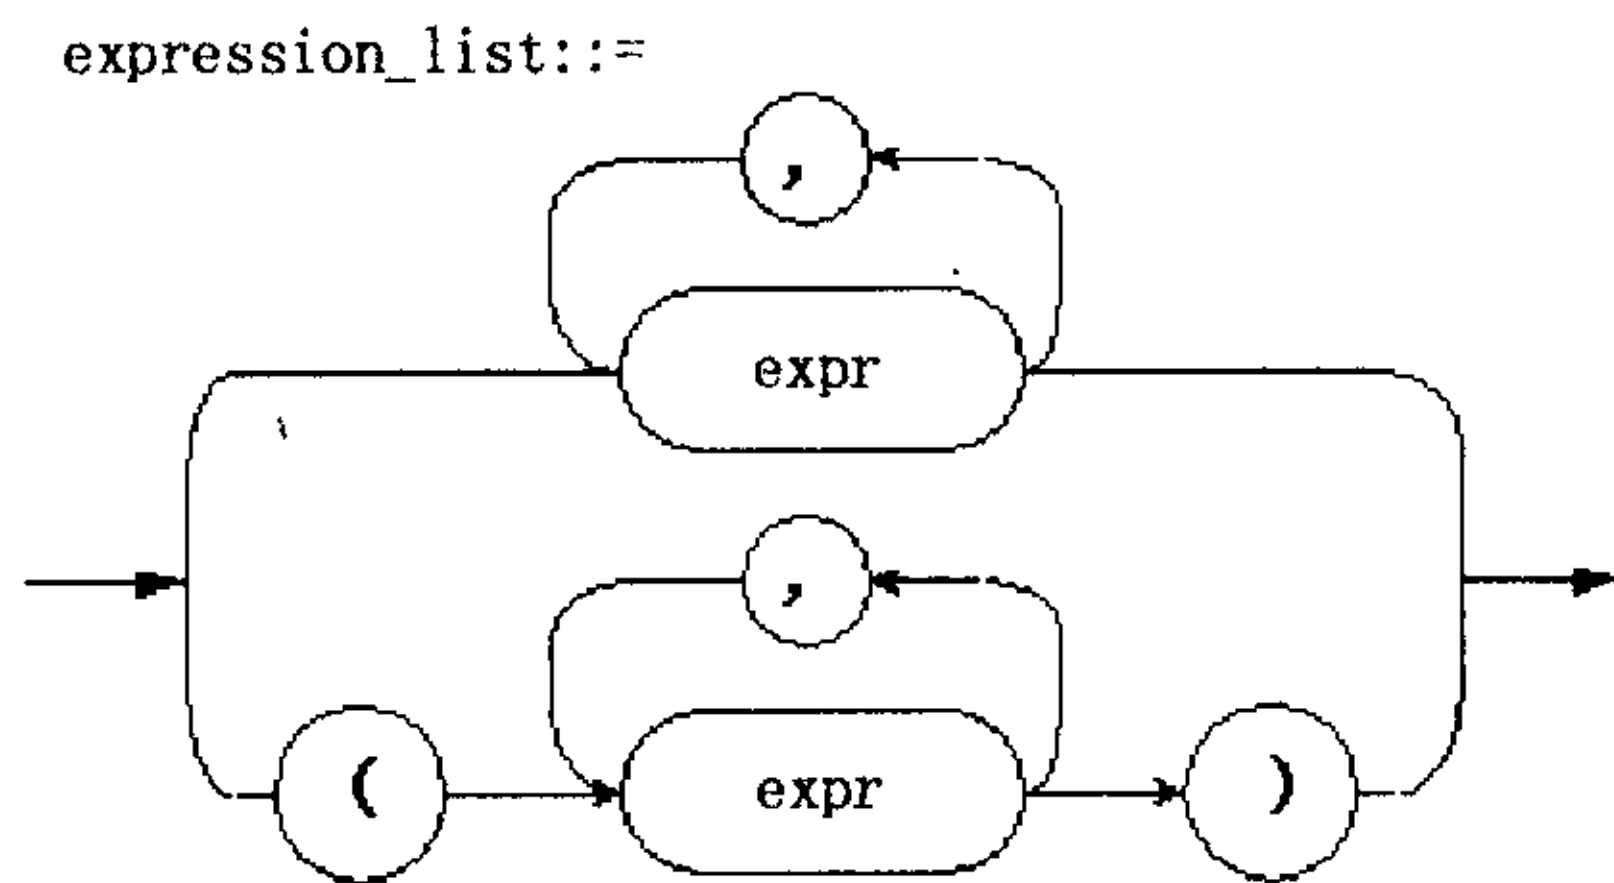 expression_list::=
,
expr
,
( expr )